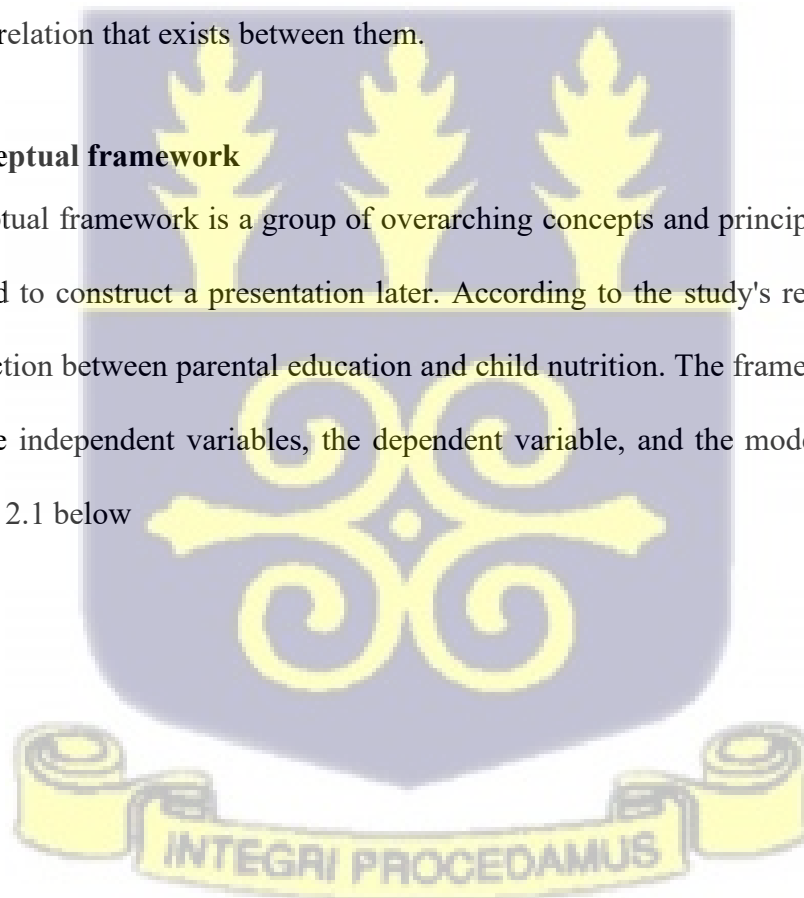 relation that exists between them.
eptual framework
tual framework is a group of overarching concepts and princip
d to construct a presentation later. According to the study's re
ction between parental education and child nutrition. The frame
e independent variables, the dependent variable, and the mode
2.1 below
INTEGRI PROCEDAMUS